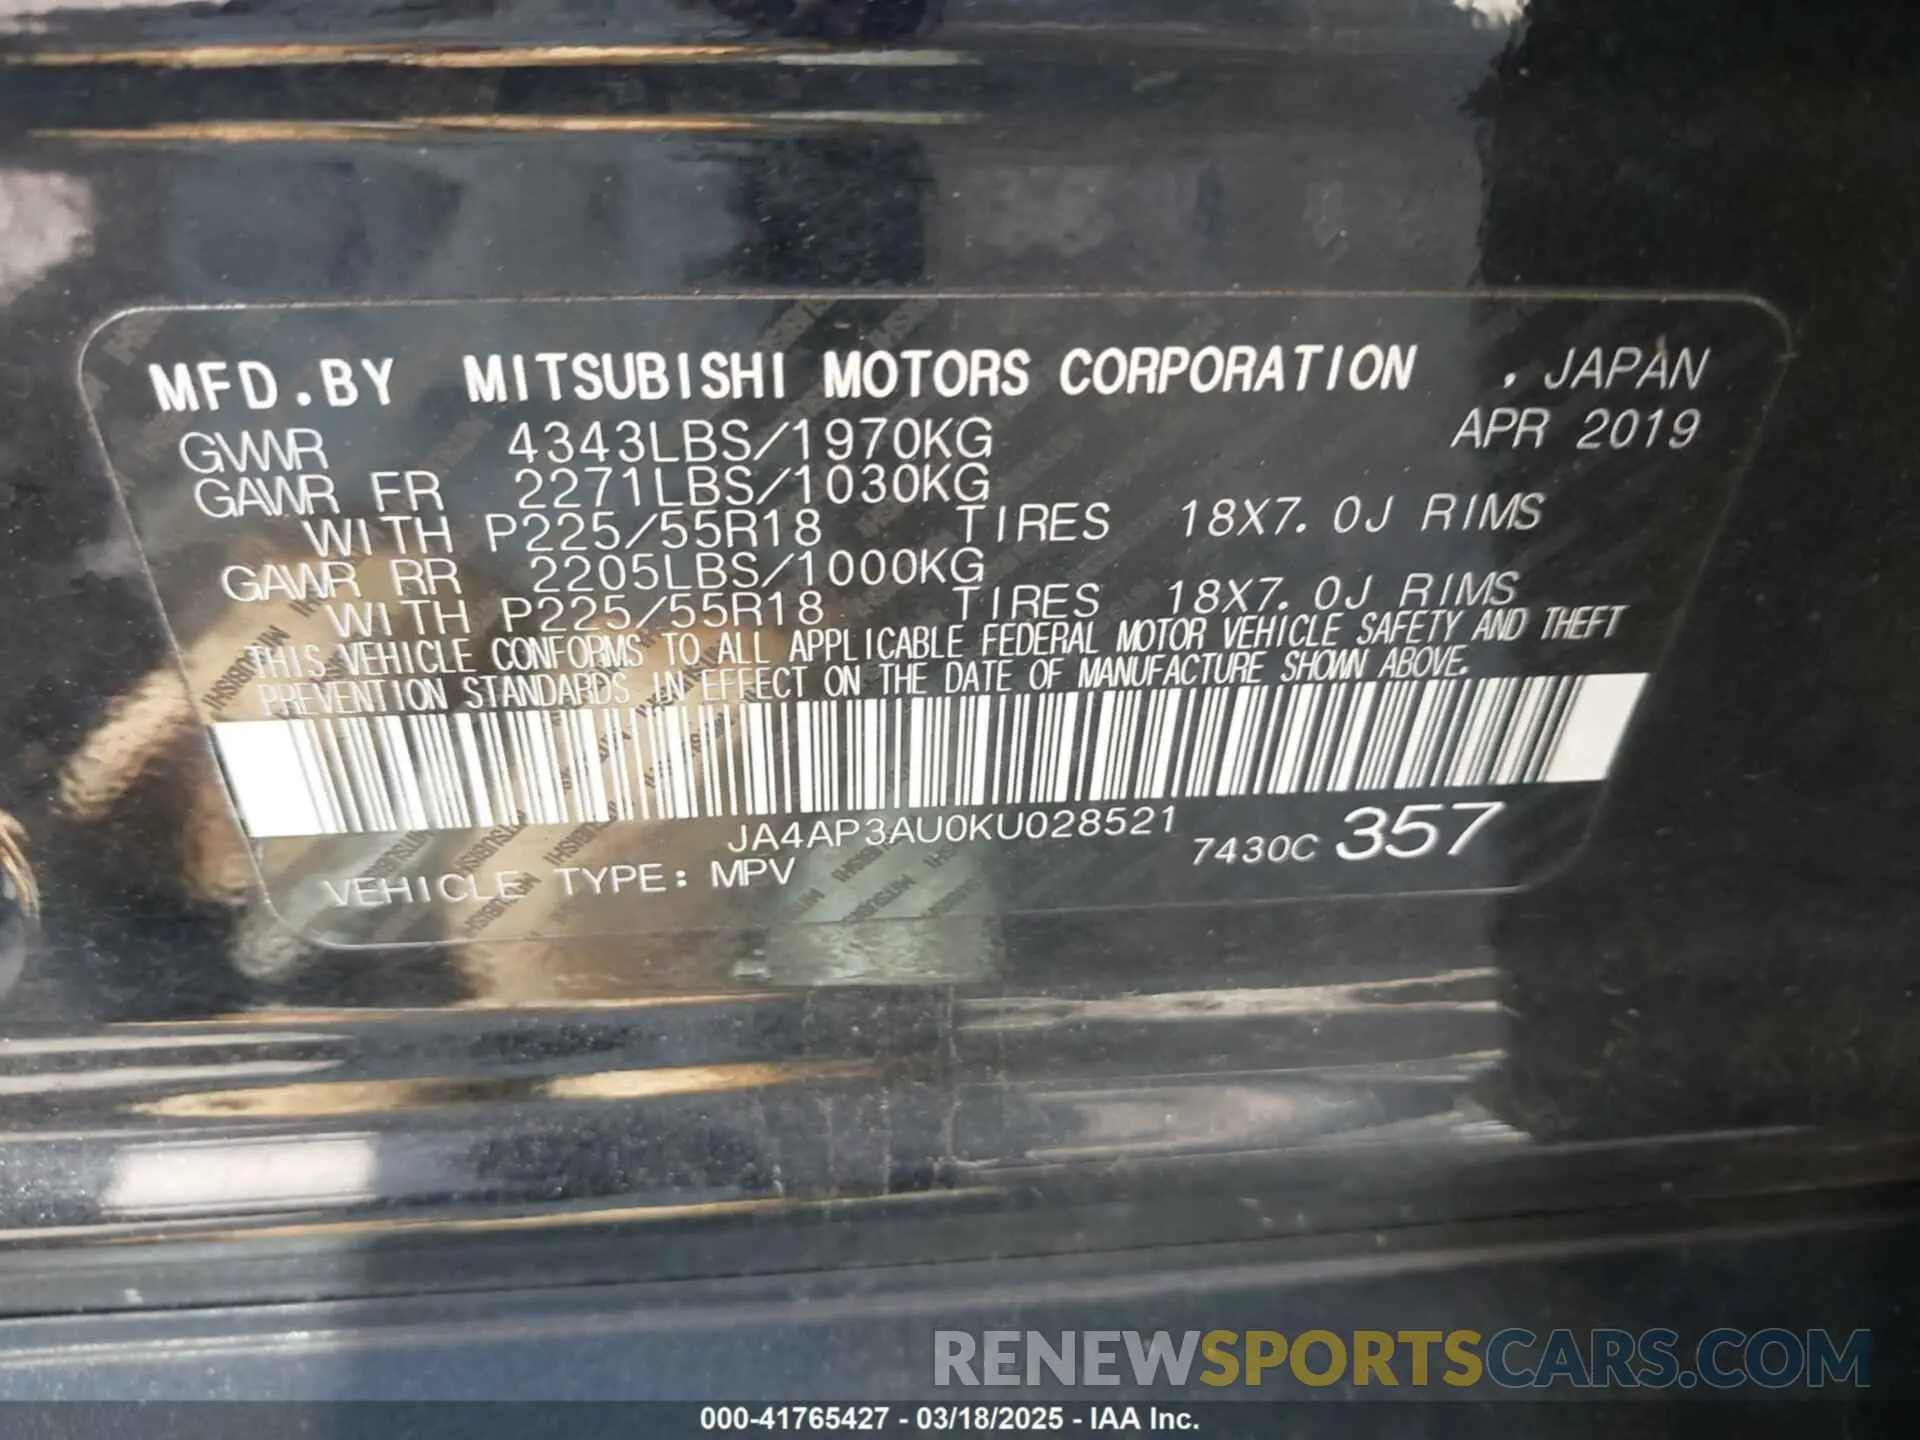 MFD.BY MITSUBISHI MOTORS CORPORATION , JAPAN
GVWR 4343LBS/1970KG APR 2019
GAWR FR 2271LBS/1030KG
WITH P225/55R18 TIRES 18X7.0J RIMS
GAWR RR 2205LBS/1000KG
WITH P225/55R18 TIRES 18X7.0J RIMS
THIS VEHICLE CONFORMS TO ALL APPLICABLE FEDERAL MOTOR VEHICLE SAFETY AND THEFT
PREVENTION STANDARDS IN EFFECT ON THE DATE OF MANUFACTURE SHOWN ABOVE.
JA4AP3AU0KU028521 7430C 357
VEHICLE TYPE: MPV
RENEWSPORTSCARS.COM
000-41765427 - 03/18/2025 - IAA Inc.